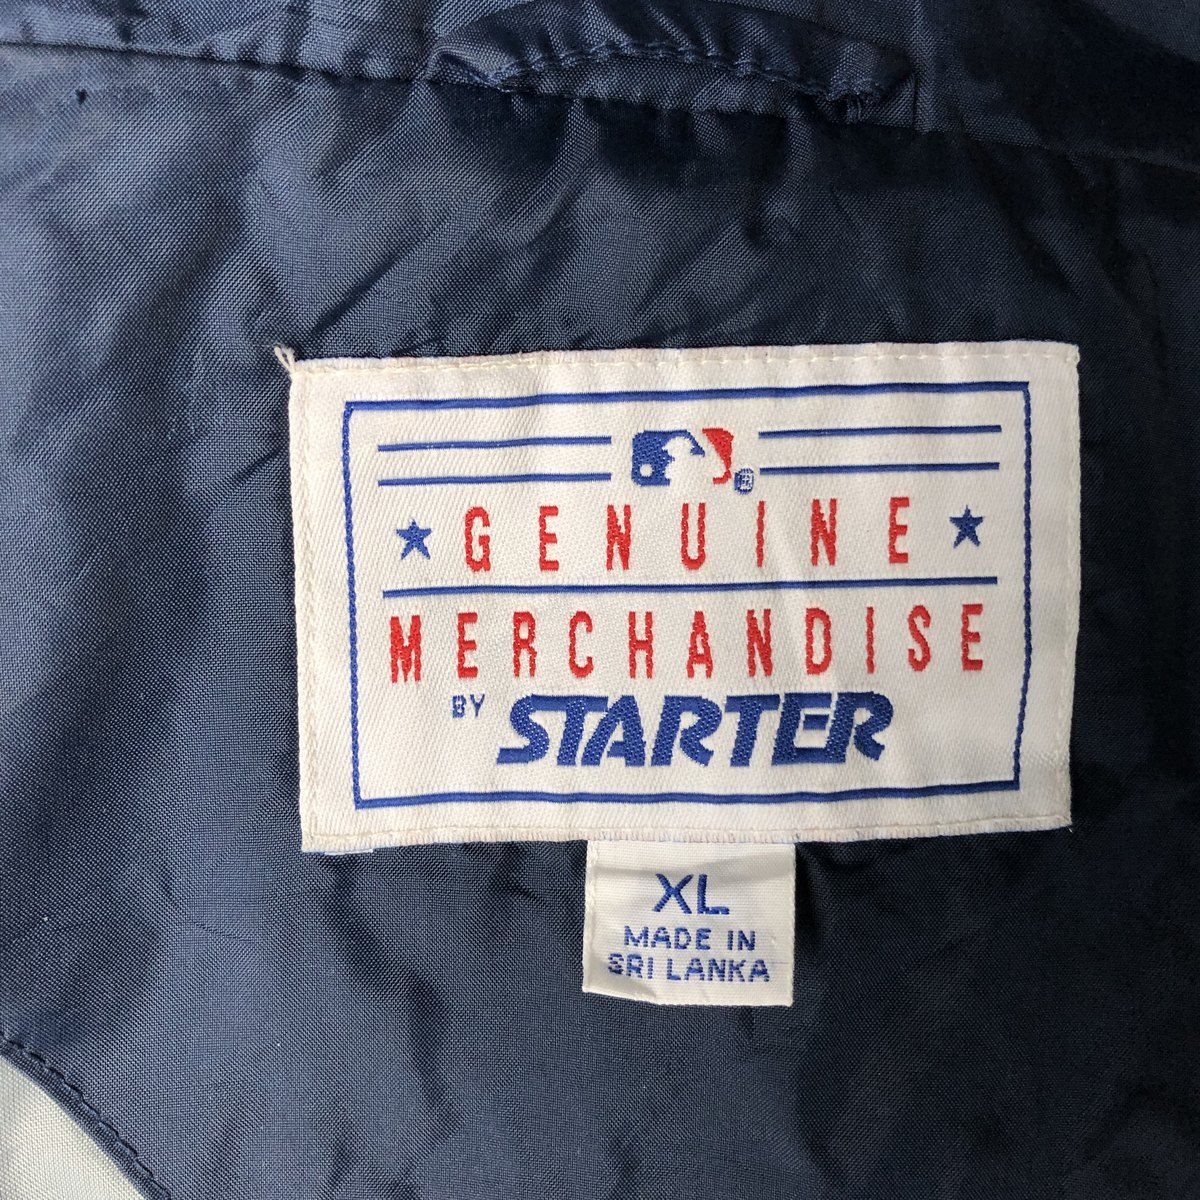 GENUINE
MERCHANDISE
BY STARTER
XL
MADE IN
SRI LANKA